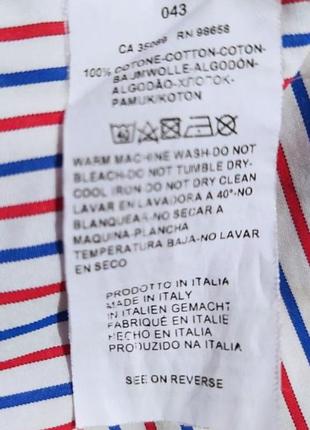 043
CA 35089 RN 98658
100% COTONE-COTTON-COTON-
BAUMWOLLE-ALGODÓN-
ALGODÃO-ХЛОПОК-
PAMUK/KOTON
WARM MACHINE WASH-DO NOT
BLEACH-DO NOT TUMBLE DRY-
COOL IRON-DO NOT DRY CLEAN
LAVAR EN LAVADORA A 40°-NO
BLANQUEAR-NO SECAR A
MAQUINA-PLANCHA
TEMPERATURA BAJA-NO LAVAR
EN SECO
PRODOTTO IN ITALIA
MADE IN ITALY
IN ITALIEN GEMACHT
FABRIQUÉ EN ITALIE
HECHO EN ITALIA
PRODUZIDO NA ITALIA
SEE ON REVERSE